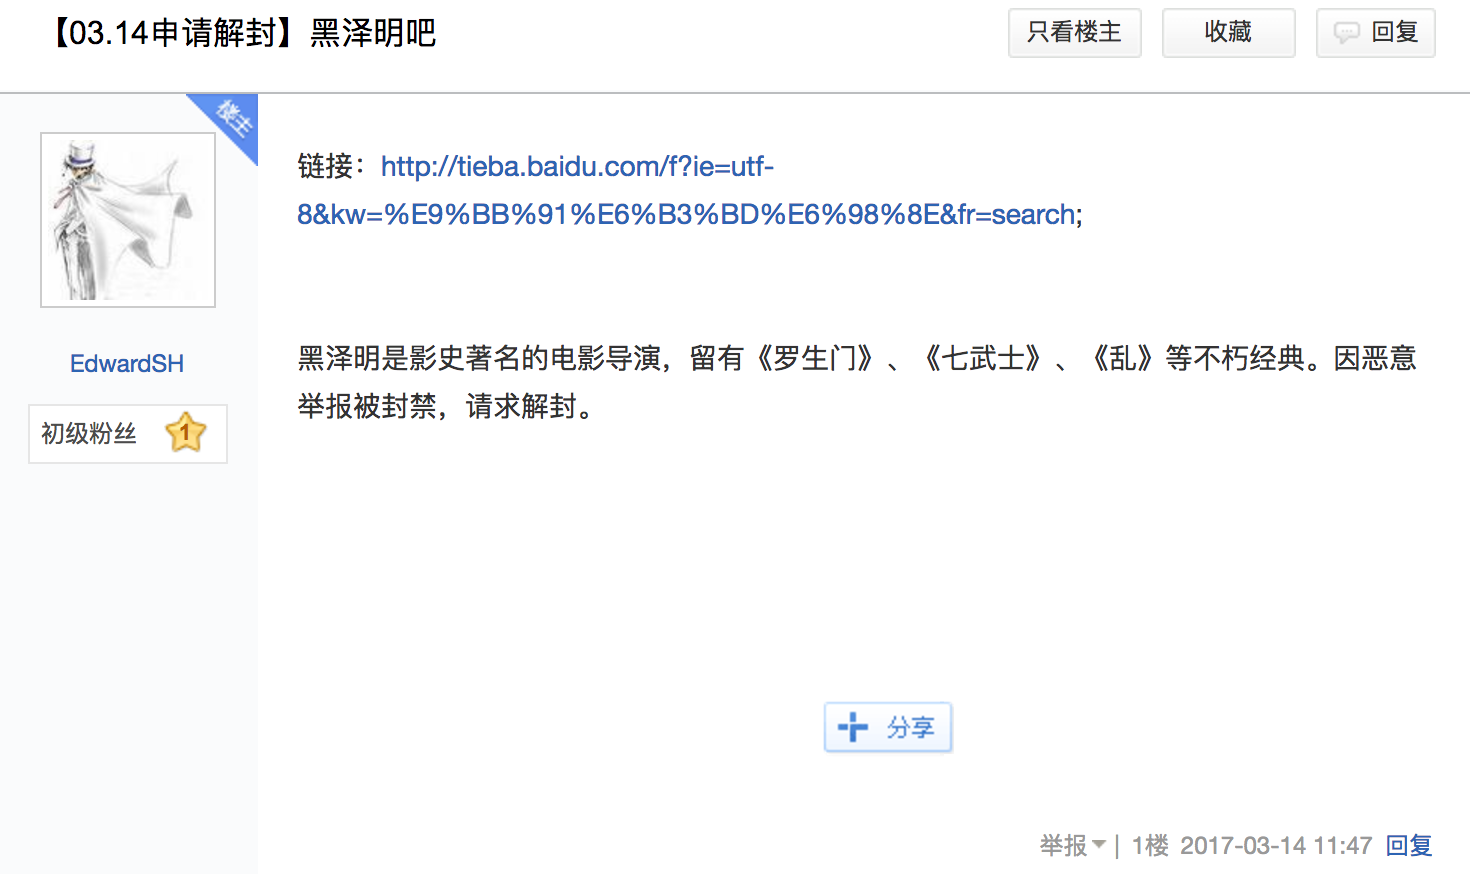 【03.14申请解封】黑泽明吧
只看楼主
收藏
回复
楼主
链接：http://tieba.baidu.com/f?ie=utf-
8&kw=%E9%BB%91%E6%B3%BD%E6%98%8E&fr=search;
EdwardSH
初级粉丝 1
黑泽明是影史著名的电影导演，留有《罗生门》、《七武士》、《乱》等不朽经典。因恶意
举报被封禁，请求解封。
分享
举报 | 1楼 2017-03-14 11:47 回复